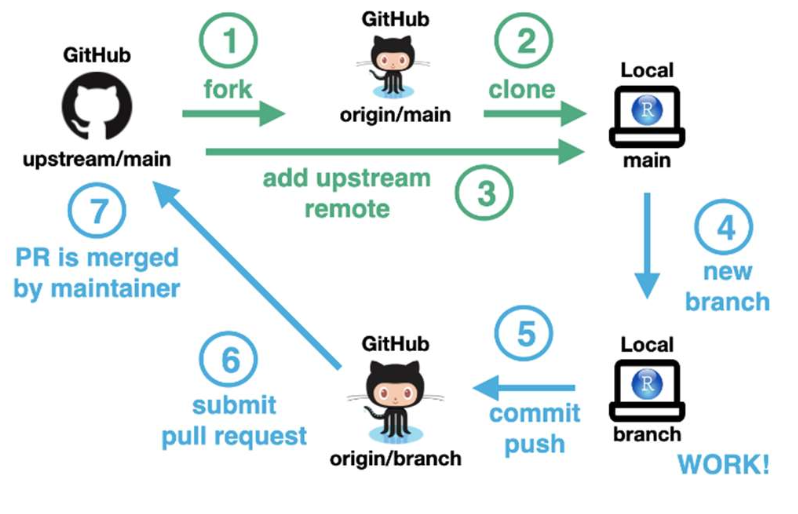 GitHub
upstream/main
1
fork
GitHub
origin/main
2
clone
Local
R
main
add upstream
remote
3
4
new
branch
Local
R
branch
WORK!
5
commit
push
GitHub
origin/branch
6
submit
pull request
7
PR is merged
by maintainer